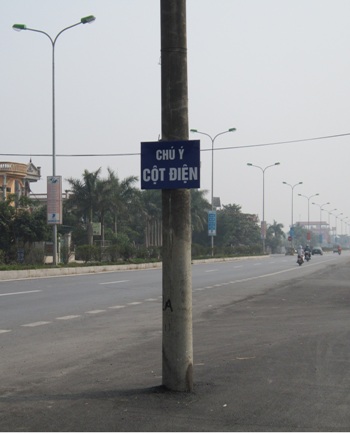 CHÚ Ý
CỘT ĐIỆN
A